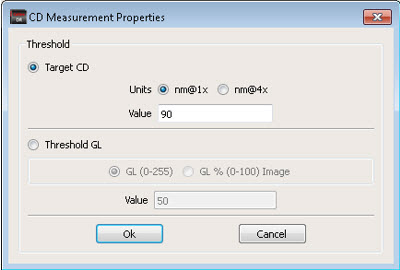 CD Measurement Properties
Threshold
Target CD
Units nm@1x nm@4x
Value 90
Threshold GL
GL (0-255) GL % (0-100) Image
Value 50
Ok Cancel